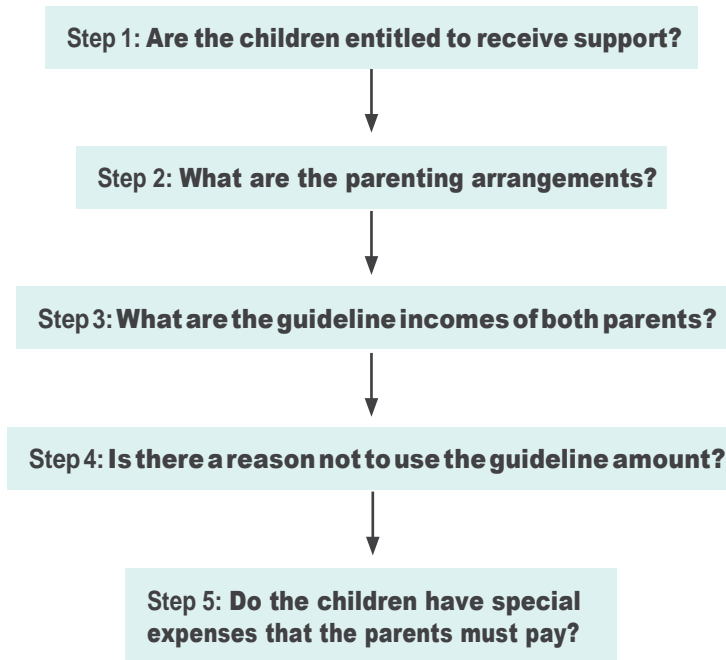 Step 1: Are the children entitled to receive support?
Step 2: What are the parenting arrangements?
Step 3: What are the guideline incomes of both parents?
Step 4: Is there a reason not to use the guideline amount?
Step 5: Do the children have special
expenses that the parents must pay?